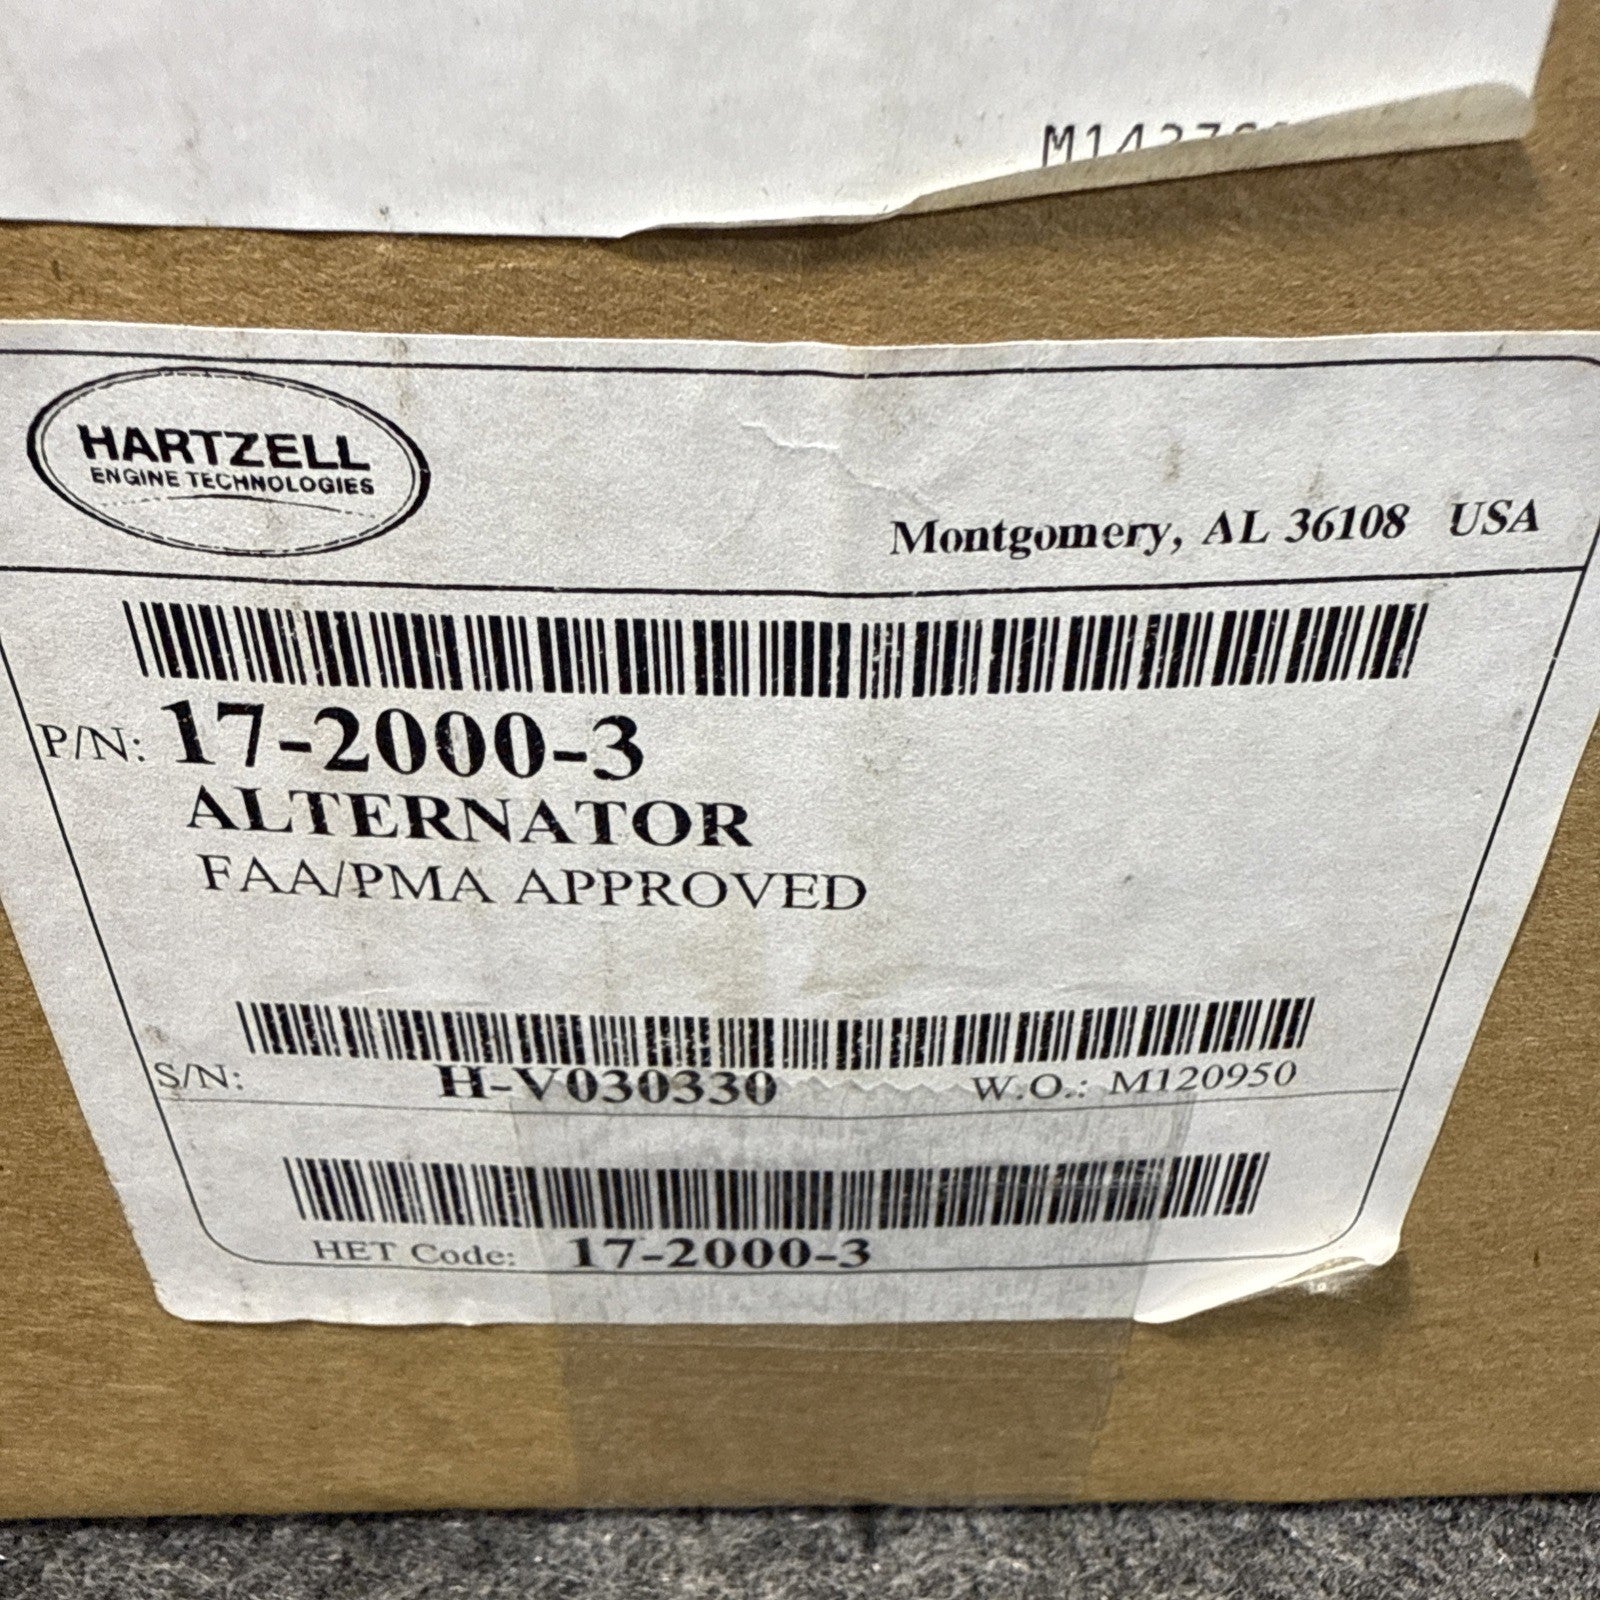 HARTZELL
ENGINE TECHNOLOGIES
Montgomery, AL 36108 USA
P/N: 17-2000-3
ALTERNATOR
FAA/PMA APPROVED
S/N: H-V030330 W.O.: M120950
HET Code: 17-2000-3